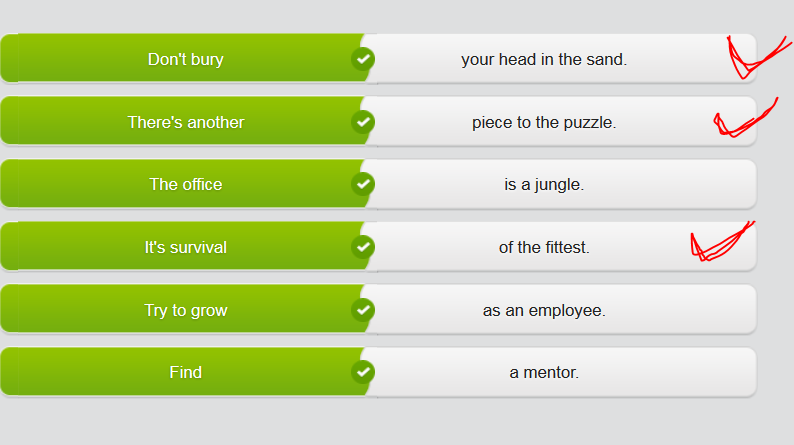 Don't bury your head in the sand.
There's another piece to the puzzle.
The office is a jungle.
It's survival of the fittest.
Try to grow as an employee.
Find a mentor.